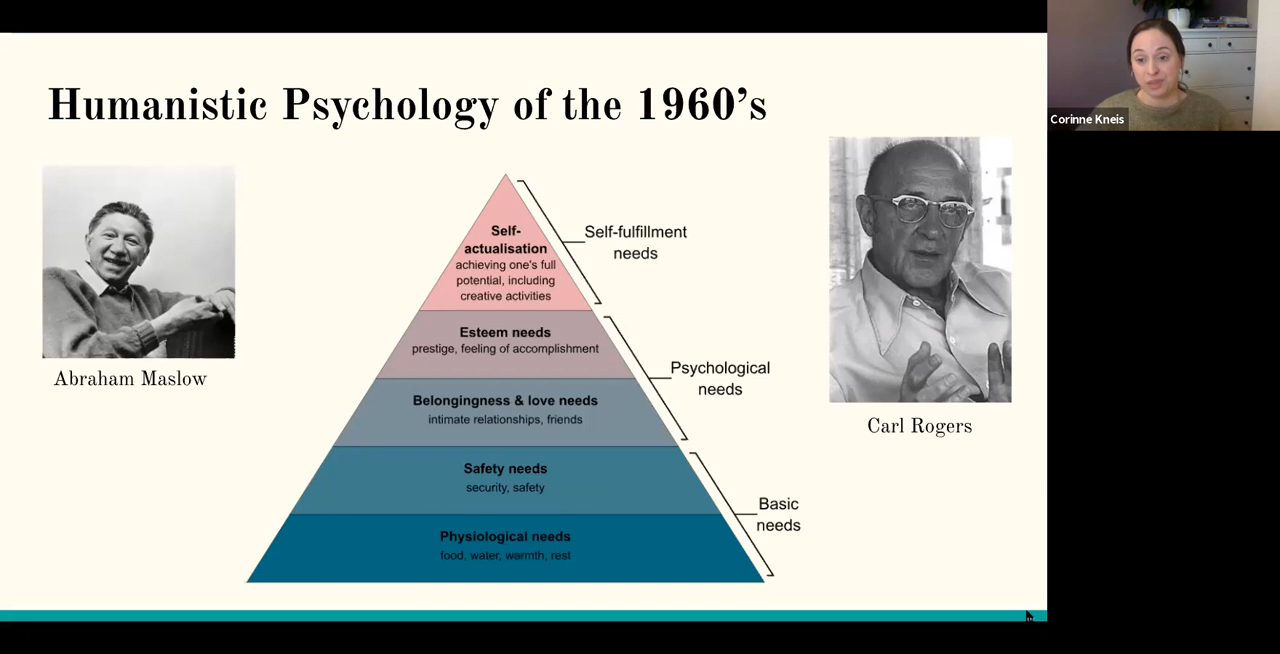 Humanistic Psychology of the 1960's
Corinne Kneis
Abraham Maslow
Self-
actualisation
achieving one's full
potential, including
creative activities
Self-fulfillment
needs
Esteem needs
prestige, feeling of accomplishment
Psychological
needs
Belongingness & love needs
intimate relationships, friends
Safety needs
security, safety
Basic
needs
Physiological needs
food, water, warmth, rest
Carl Rogers